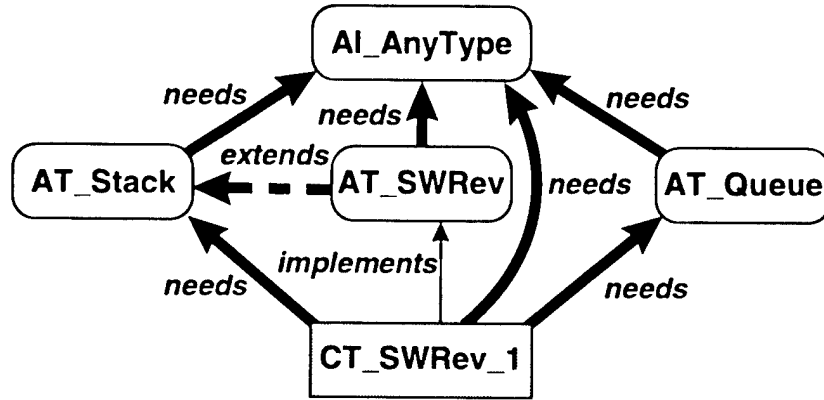 AI_AnyType
needs
needs
needs
extends
AT_Stack
AT_SWRev
needs
AT_Queue
needs
implements
needs
CT_SWRev_1